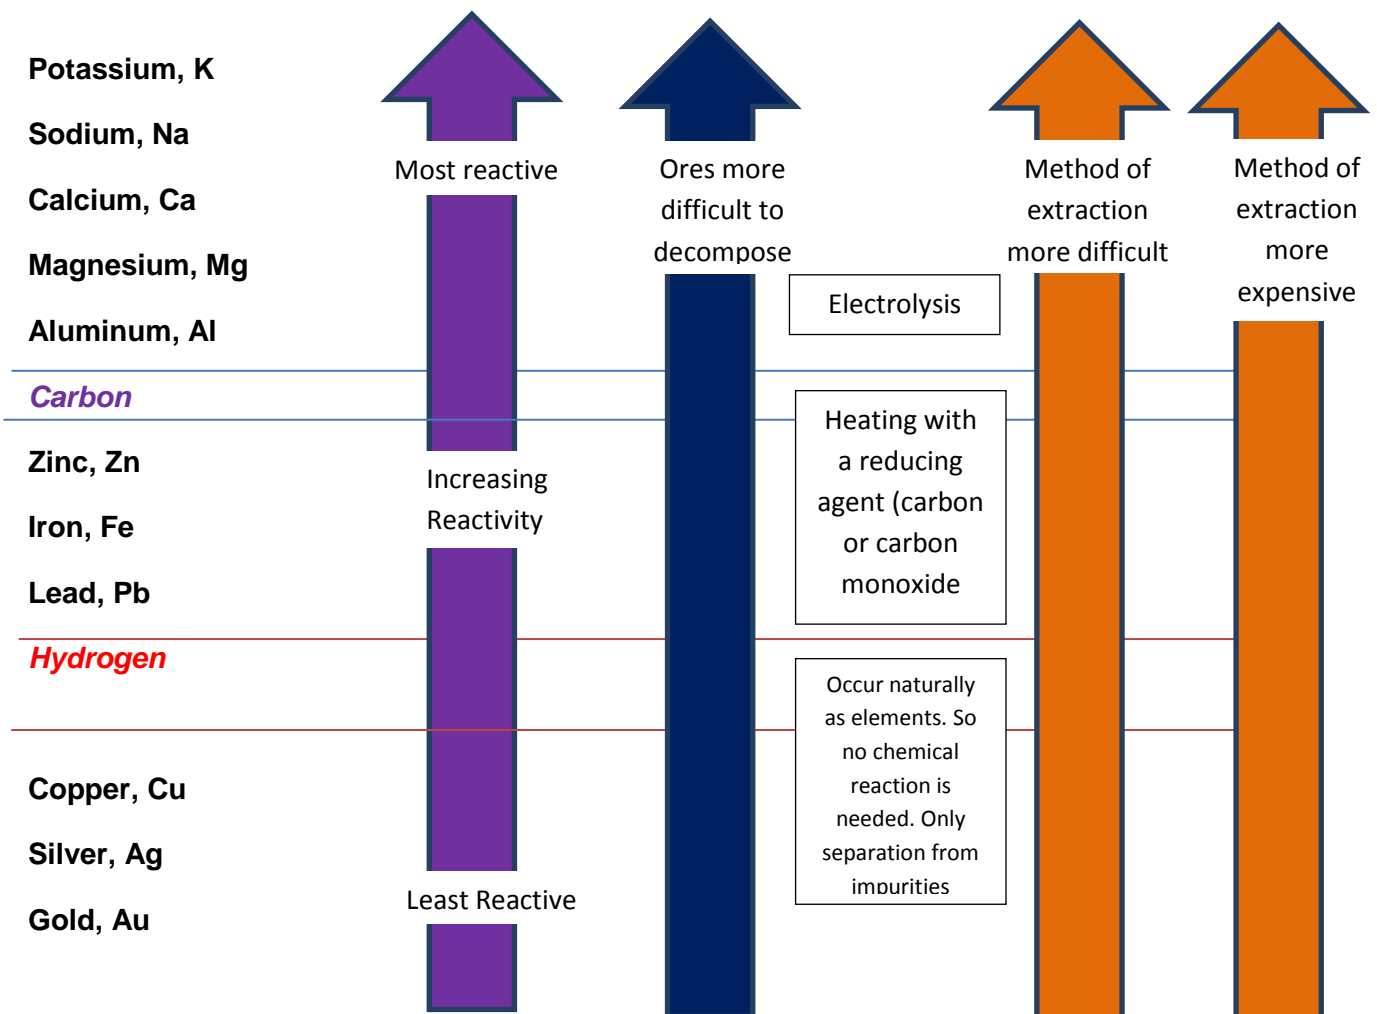 Potassium, K
Sodium, Na
Calcium, Ca
Magnesium, Mg
Aluminum, Al
Carbon
Zinc, Zn
Iron, Fe
Lead, Pb
Hydrogen
Copper, Cu
Silver, Ag
Gold, Au
Most reactive
Increasing
Reactivity
Least Reactive
Ores more
difficult to
decompose
Electrolysis
Heating with
a reducing
agent (carbon
or carbon
monoxide
Occur naturally
as elements. So
no chemical
reaction is
needed. Only
separation from
impurities
Method of
extraction
more difficult
Method of
extraction
more
expensive